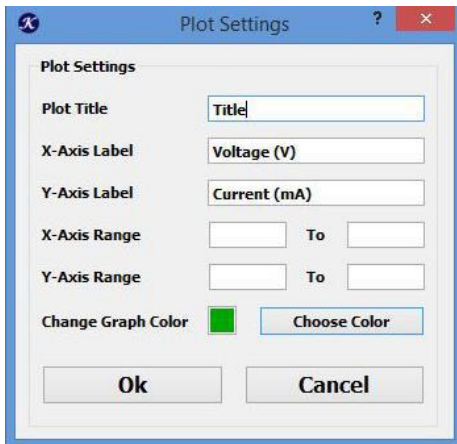 K
Plot Settings
?
×
Plot Settings
Plot Title
Title
X-Axis Label
Voltage (V)
Y-Axis Label
Current (mA)
X-Axis Range
To
Y-Axis Range
To
Change Graph Color
Choose Color
Ok
Cancel